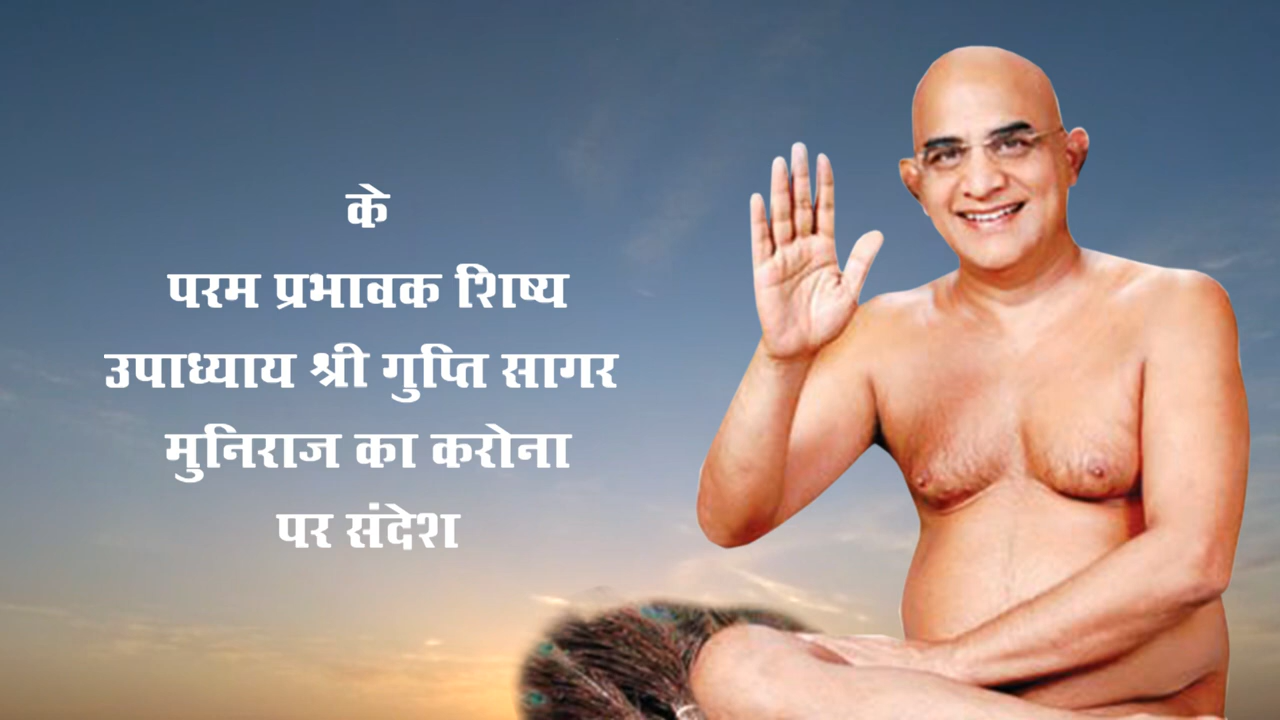 के
परम प्रभावक शिष्य
उपाध्याय श्री गुप्ति सागर
मुनिराज का करोना
पर संदेश